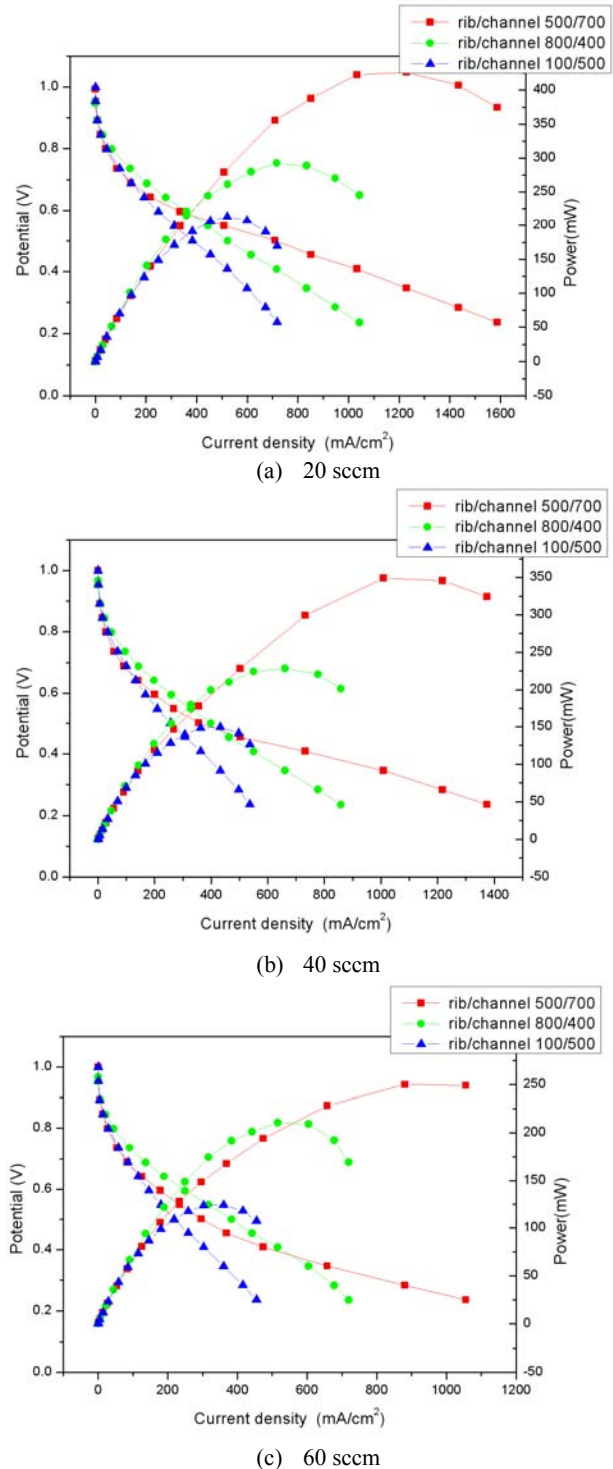 rib/channel 500/700
rib/channel 800/400
rib/channel 100/500
1.0
0.8
0.6
0.4
0.2
0.0
Potential (V)
400
350
300
250
200
150
100
50
0
-50
Power(mW)
0 200 400 600 800 1000 1200 1400 1600
Current density (mA/cm2)
(a) 20 sccm
rib/channel 500/700
rib/channel 800/400
rib/channel 100/500
1.0
0.8
0.6
0.4
0.2
0.0
Potential (V)
350
300
250
200
150
100
50
0
-50
Power(mW)
0 200 400 600 800 1000 1200 1400
Current density (mA/cm2)
(b) 40 sccm
rib/channel 500/700
rib/channel 800/400
rib/channel 100/500
1.0
0.8
0.6
0.4
0.2
0.0
Potential (V)
250
200
150
100
50
0
-50
Power(mW)
0 200 400 600 800 1000 1200
Current density (mA/cm2)
(c) 60 sccm